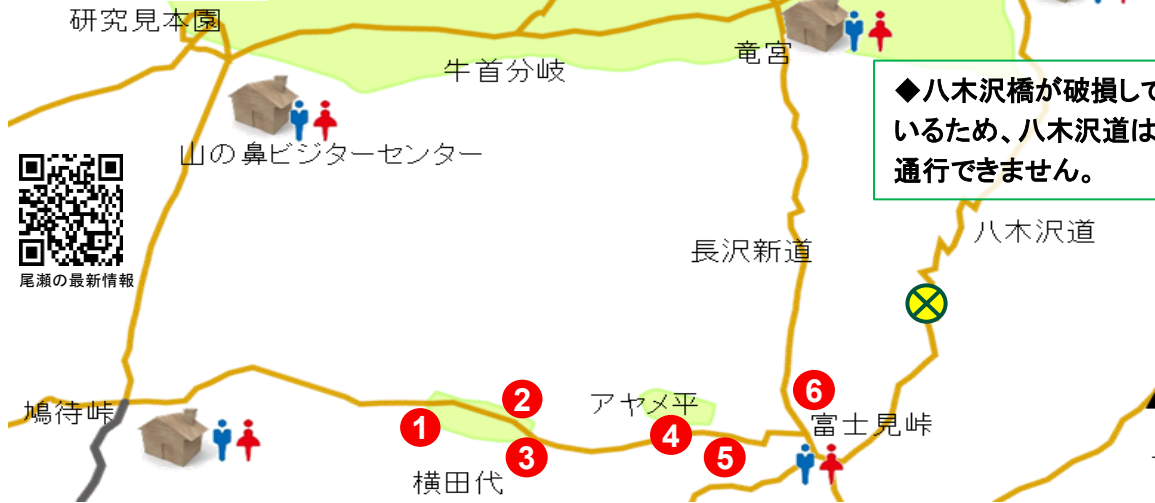 研究見本園
竜宮
牛首分岐
◆八木沢橋が破損して
いるため、八木沢道は
通行できません。
山の鼻ビジターセンター
尾瀬の最新情報
長沢新道
八木沢道
鳩待峠
1
2
3
横田代
アヤメ平
4
5
6
富士見峠